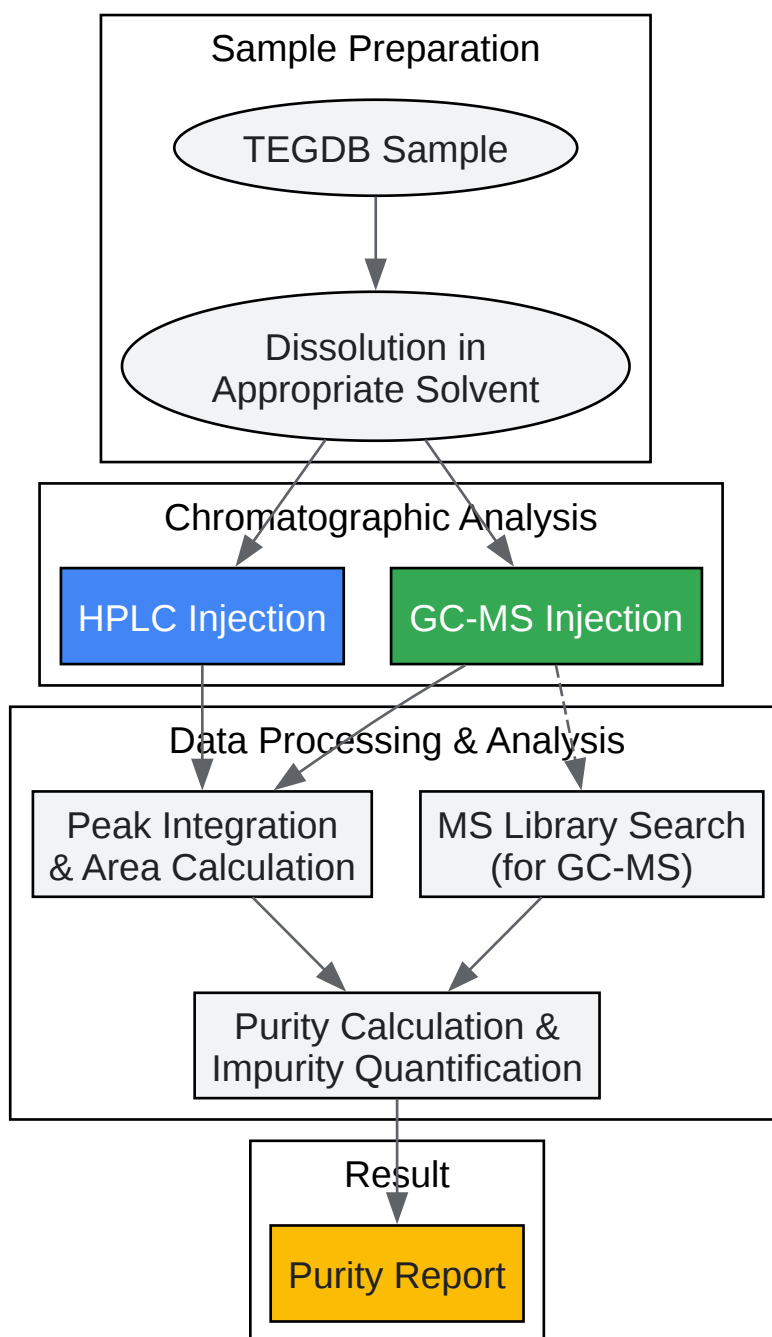 Sample Preparation
TEGDB Sample
Dissolution in
Appropriate Solvent
Chromatographic Analysis
HPLC Injection
GC-MS Injection
Data Processing & Analysis
Peak Integration
& Area Calculation
MS Library Search
(for GC-MS)
Purity Calculation &
Impurity Quantification
Result
Purity Report